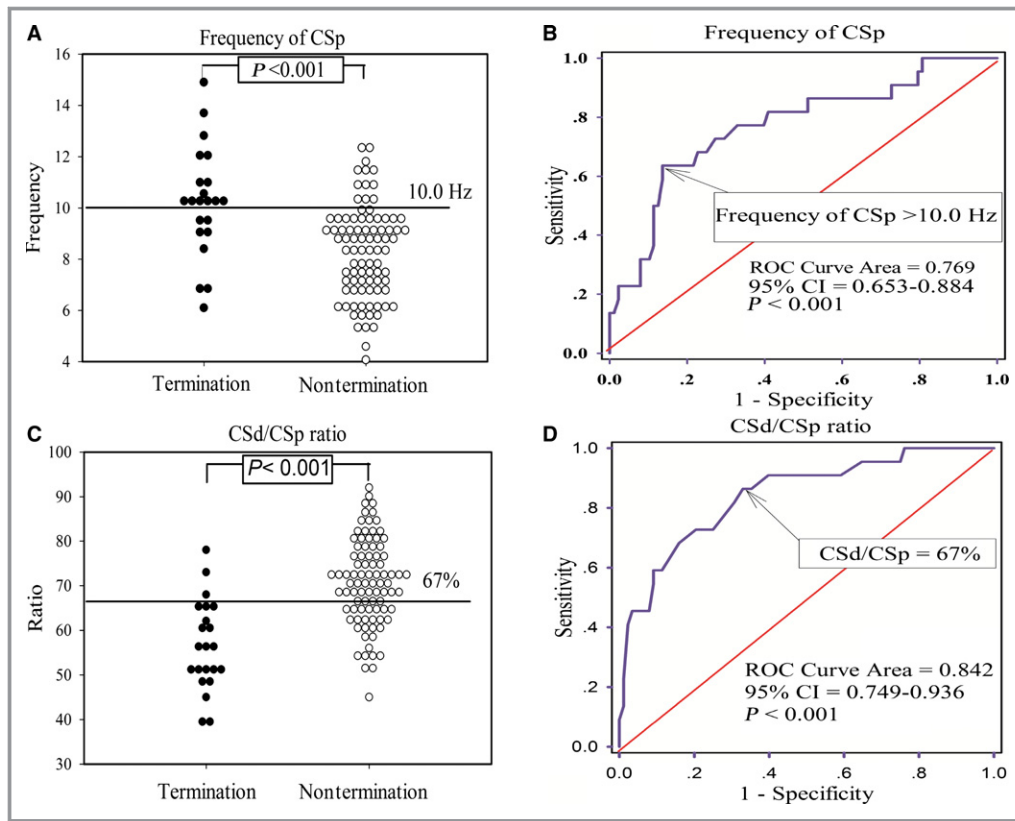 A
Frequency of CSp
P <0.001
16
14
12
10
8
6
4
Frequency
10.0 Hz
Termination
Nontermination
B
Frequency of CSp
1.0
.8
.6
.4
.2
0.0
Sensitivity
Frequency of CSp >10.0 Hz
ROC Curve Area = 0.769
95% CI = 0.653-0.884
P < 0.001
0.0 .2 .4 .6 .8 1.0
1 - Specificity
C
CSd/CSp ratio
P< 0.001
100
90
80
70
60
50
40
30
Ratio
67%
Termination
Nontermination
D
CSd/CSp ratio
1.0
.8
.6
.4
.2
0.0
Sensitivity
CSd/CSp = 67%
ROC Curve Area = 0.842
95% CI = 0.749-0.936
P < 0.001
0.0 .2 .4 .6 .8 1.0
1 - Specificity